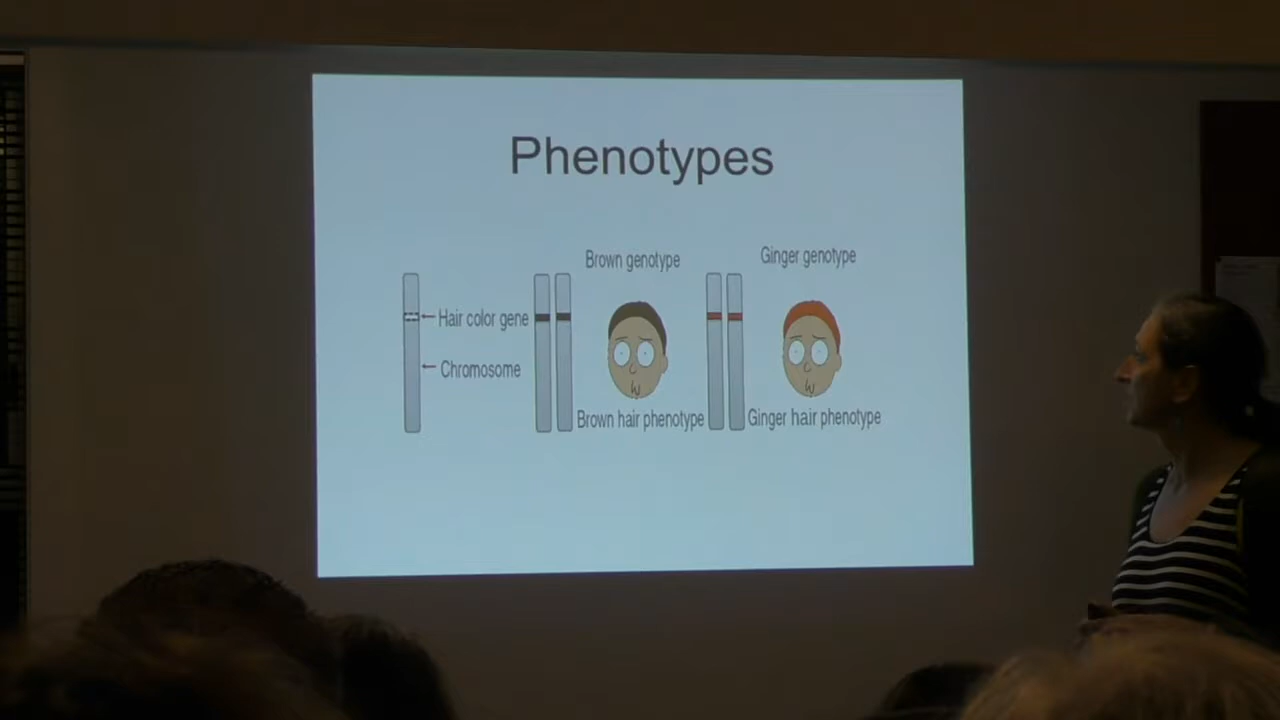 Phenotypes
Brown genotype
Ginger genotype
Hair color gene
Chromosome
Brown hair phenotype
Ginger hair phenotype